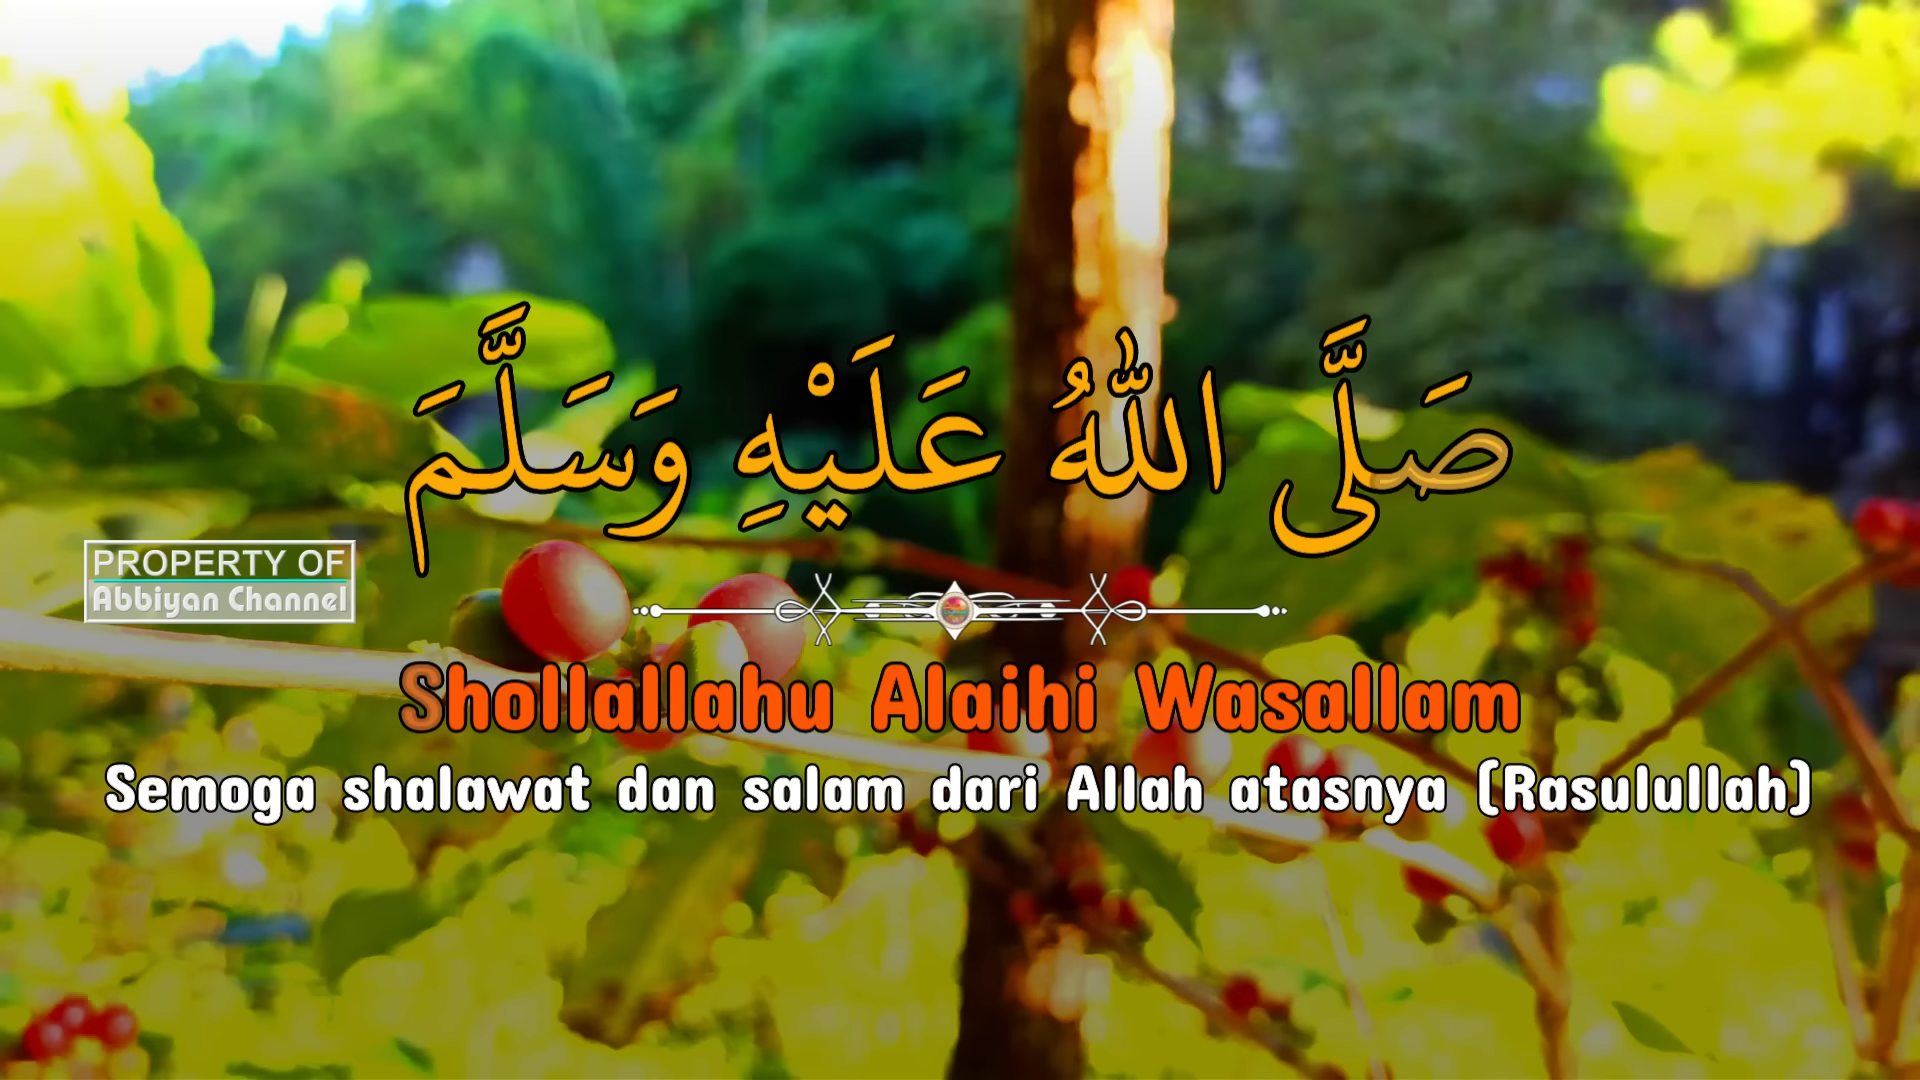 صَلَّى اللّٰهُ عَلَيْهِ وَسَلَّمَ
PROPERTY OF
Abbiyan Channel
Shollallahu Alaihi Wasallam
Semoga shalawat dan salam dari Allah atasnya (Rasulullah)